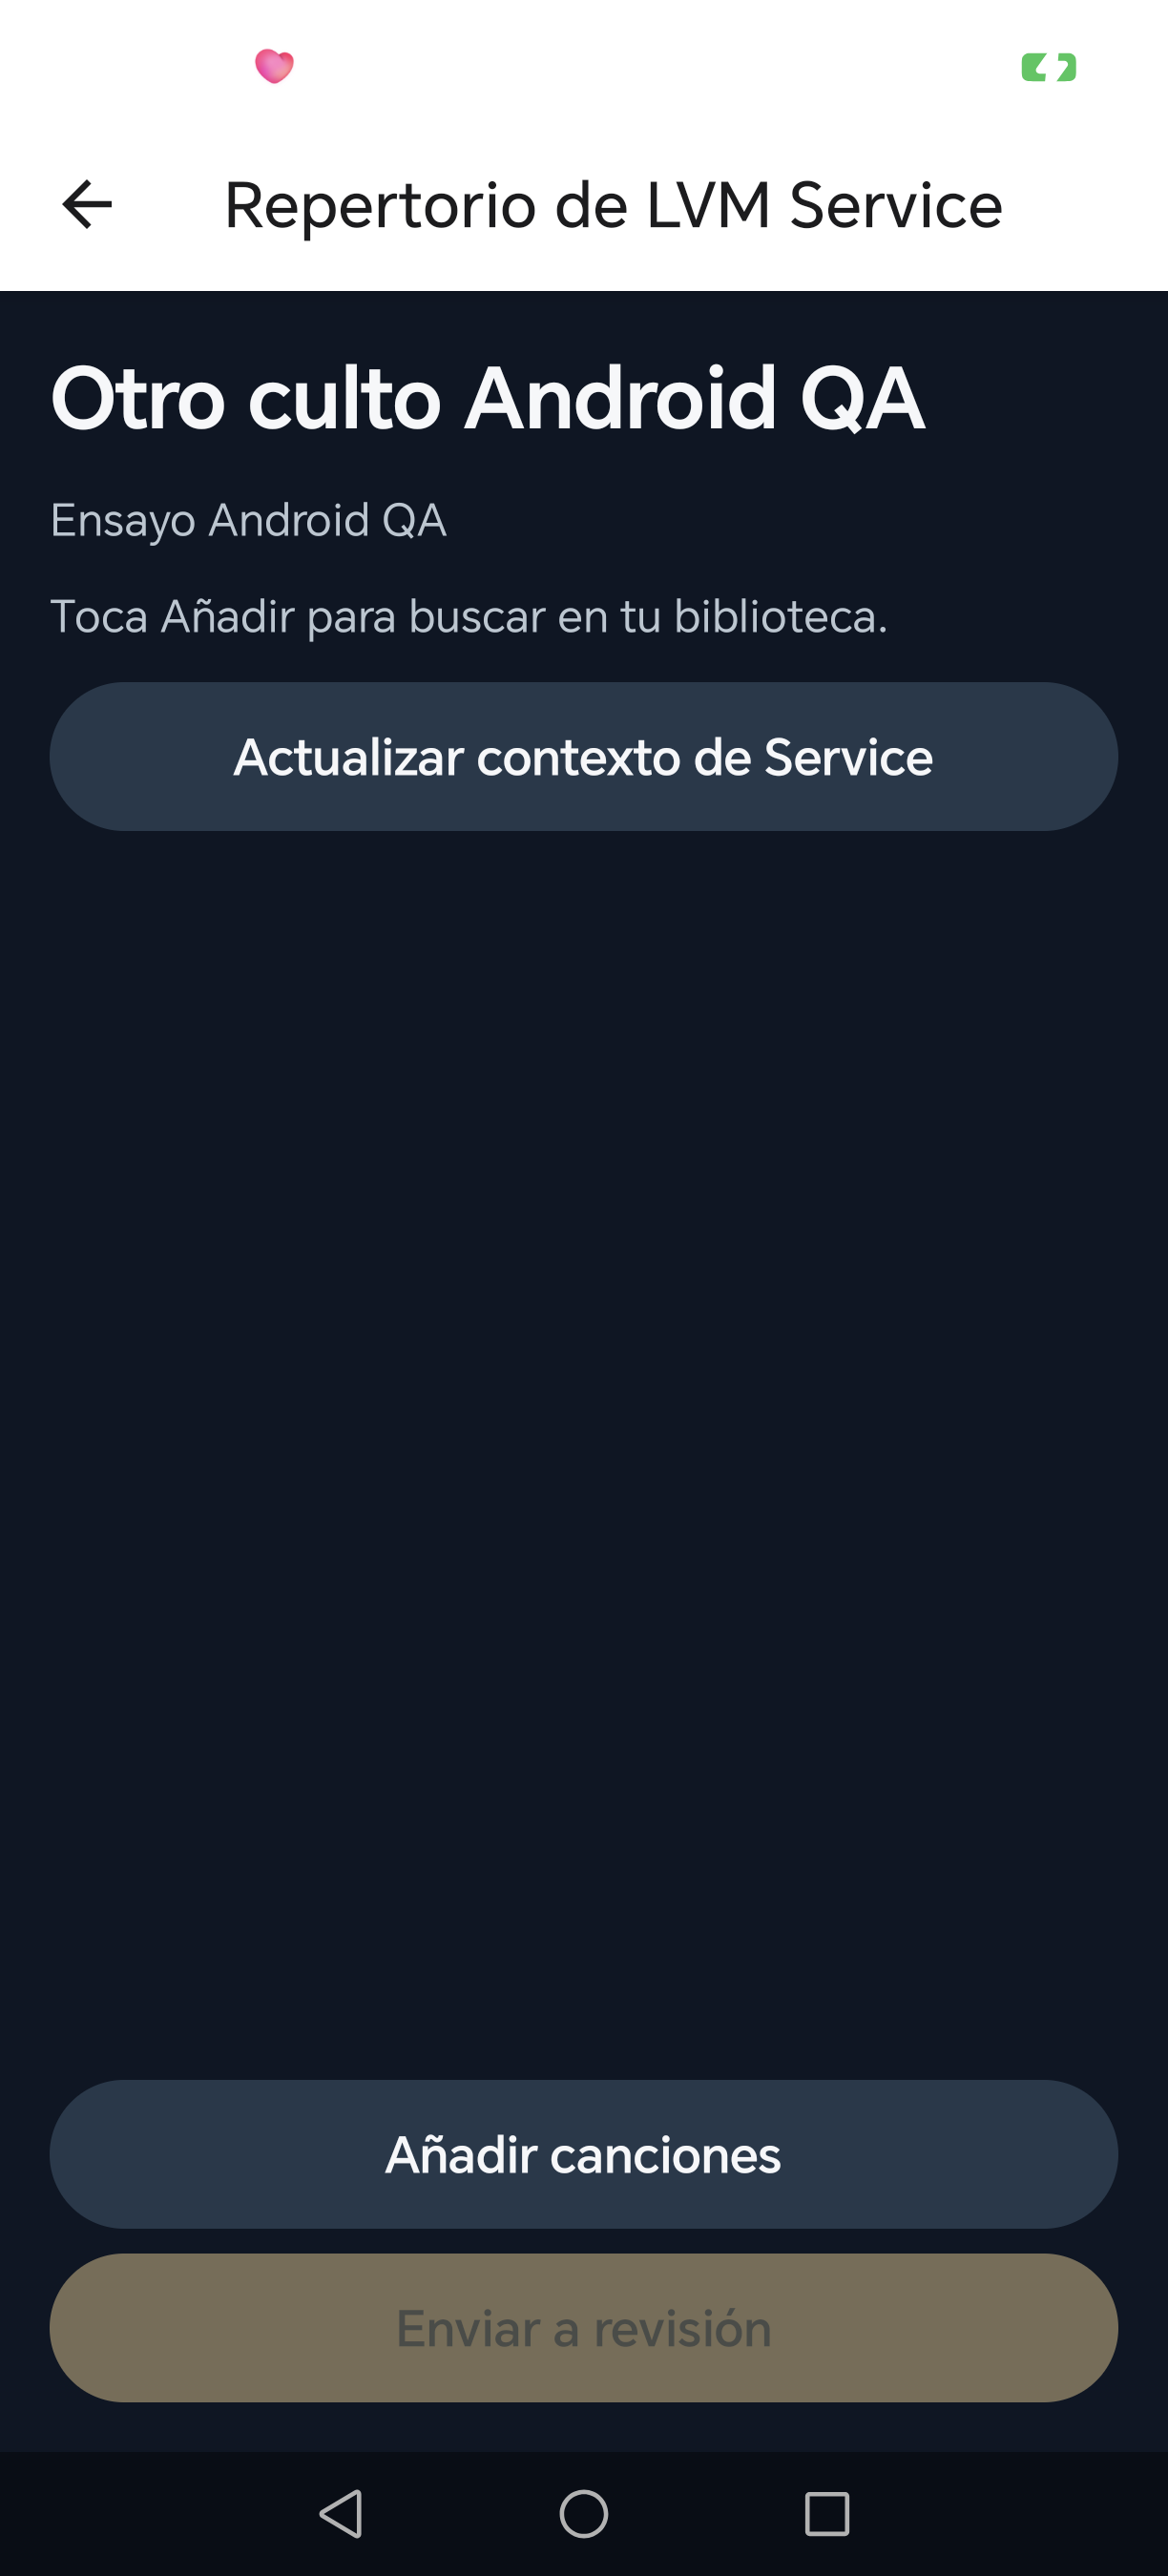 Repertorio de LVM Service
Otro culto Android QA
Ensayo Android QA
Toca Añadir para buscar en tu biblioteca.
Actualizar contexto de Service
Añadir canciones
Enviar a revisión